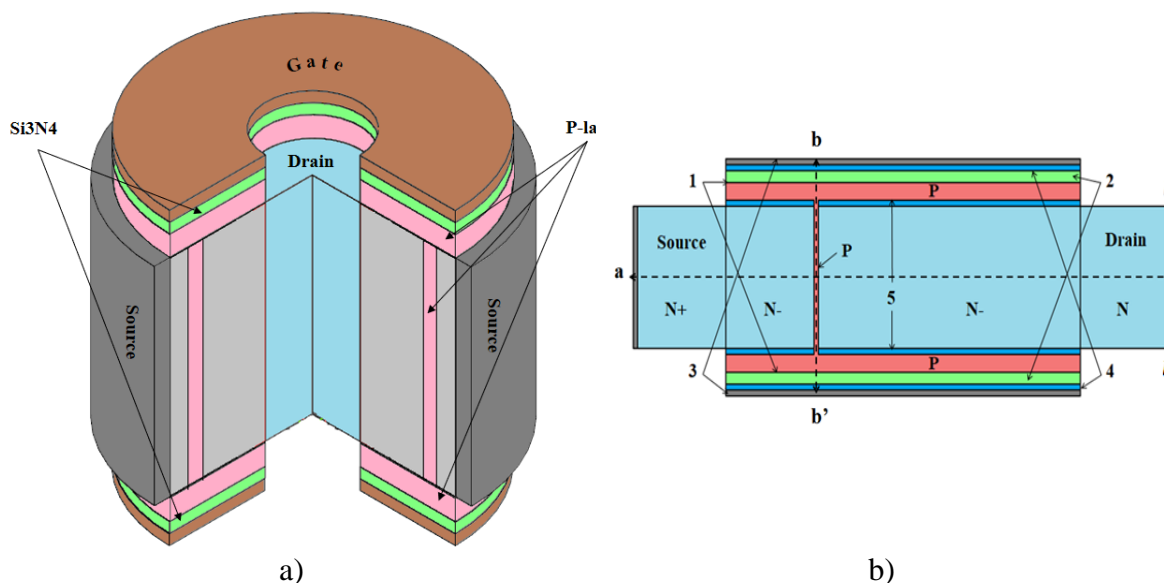 Gate
Si3N4
P-la
Drain
Source
Source
a)
b
1
2
P
Source
Drain
P
a
5
N+
N-
N-
N
P
3
4
b'
b)